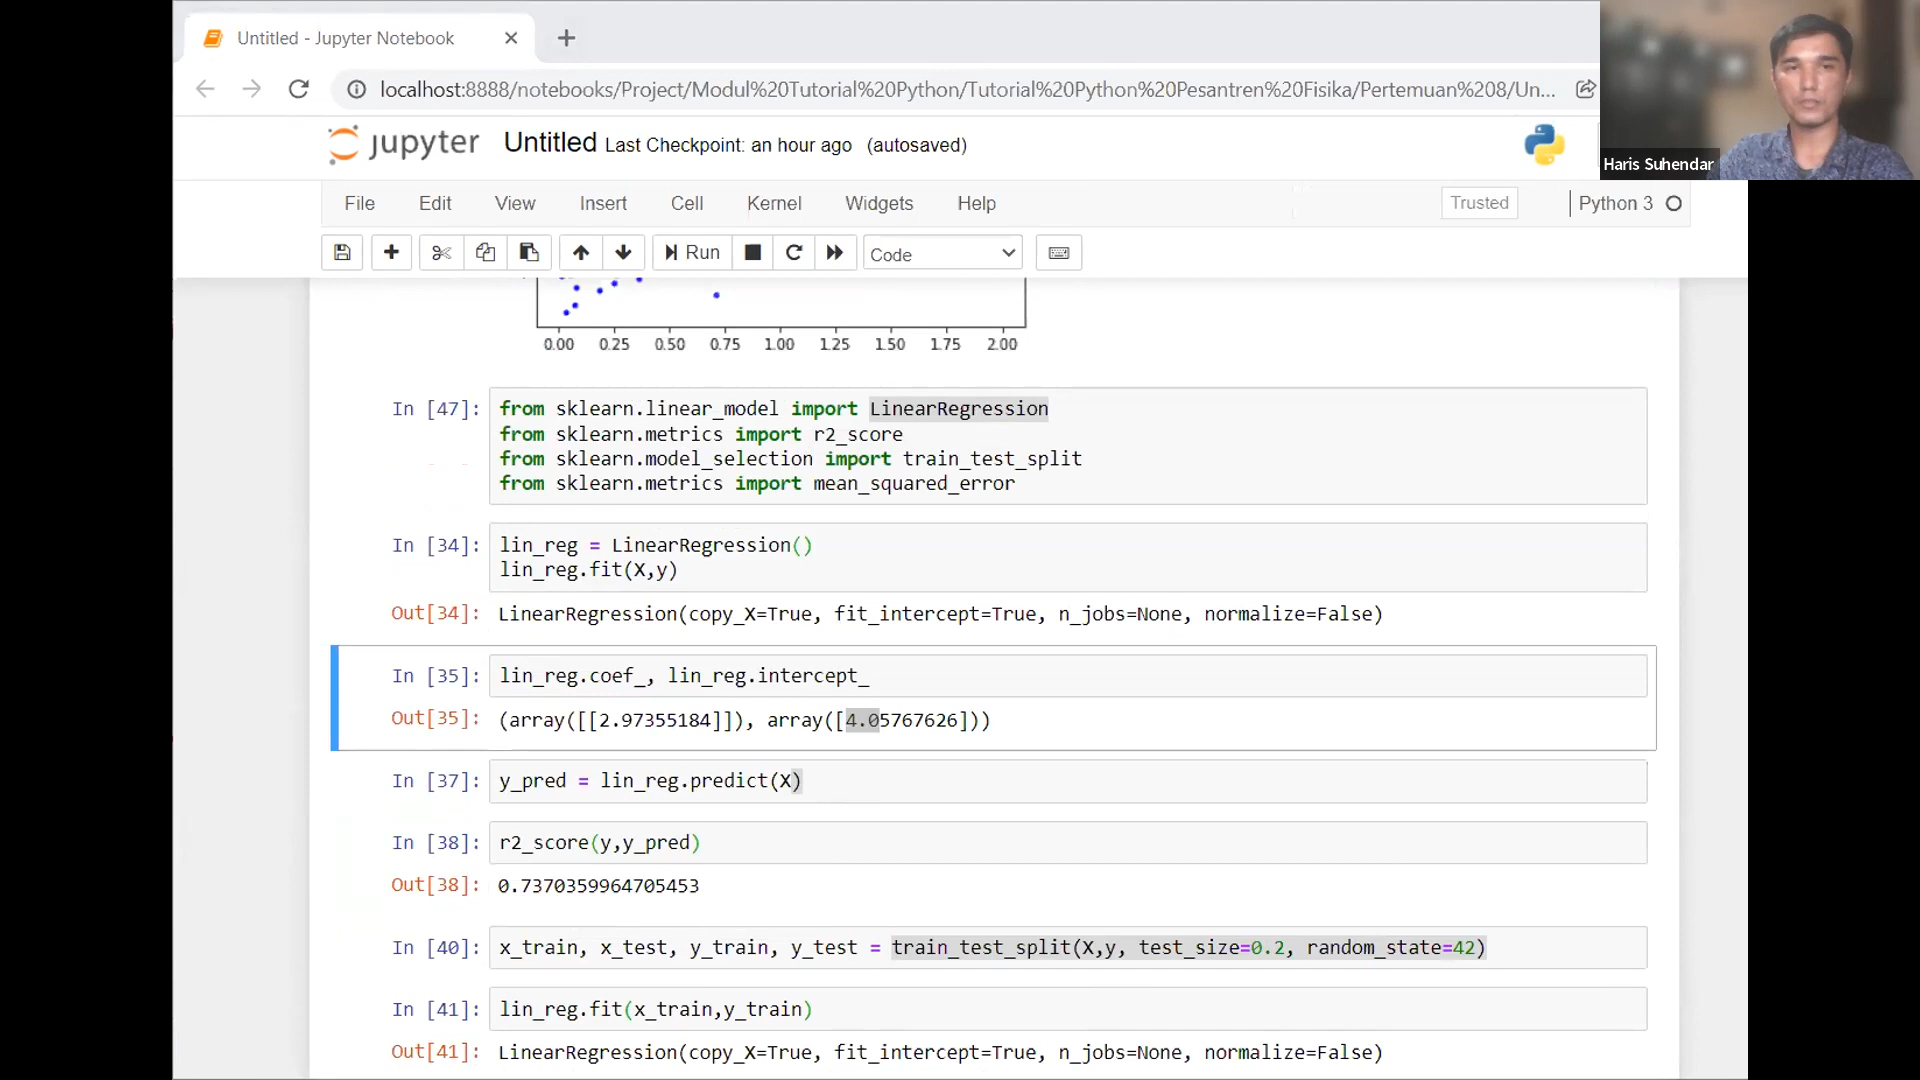 Untitled - Jupyter Notebook
localhost:8888/notebooks/Project/Modul%20Tutorial%20Python/Tutorial%20Python%20Pesantren%20Fisika/Pertemuan%208/Un...
Haris Suhendar
jupyter Untitled Last Checkpoint: an hour ago (autosaved)
File Edit View Insert Cell Kernel Widgets Help Trusted Python 3
Run Code
0.00 0.25 0.50 0.75 1.00 1.25 1.50 1.75 2.00
In [47]: from sklearn.linear_model import LinearRegression
from sklearn.metrics import r2_score
from sklearn.model_selection import train_test_split
from sklearn.metrics import mean_squared_error
In [34]: lin_reg = LinearRegression()
lin_reg.fit(X,y)
Out[34]: LinearRegression(copy_X=True, fit_intercept=True, n_jobs=None, normalize=False)
In [35]: lin_reg.coef_, lin_reg.intercept_
Out[35]: (array([[2.97355184]]), array([4.05767626]))
In [37]: y_pred = lin_reg.predict(X)
In [38]: r2_score(y,y_pred)
Out[38]: 0.7370359964705453
In [40]: x_train, x_test, y_train, y_test = train_test_split(X,y, test_size=0.2, random_state=42)
In [41]: lin_reg.fit(x_train,y_train)
Out[41]: LinearRegression(copy_X=True, fit_intercept=True, n_jobs=None, normalize=False)